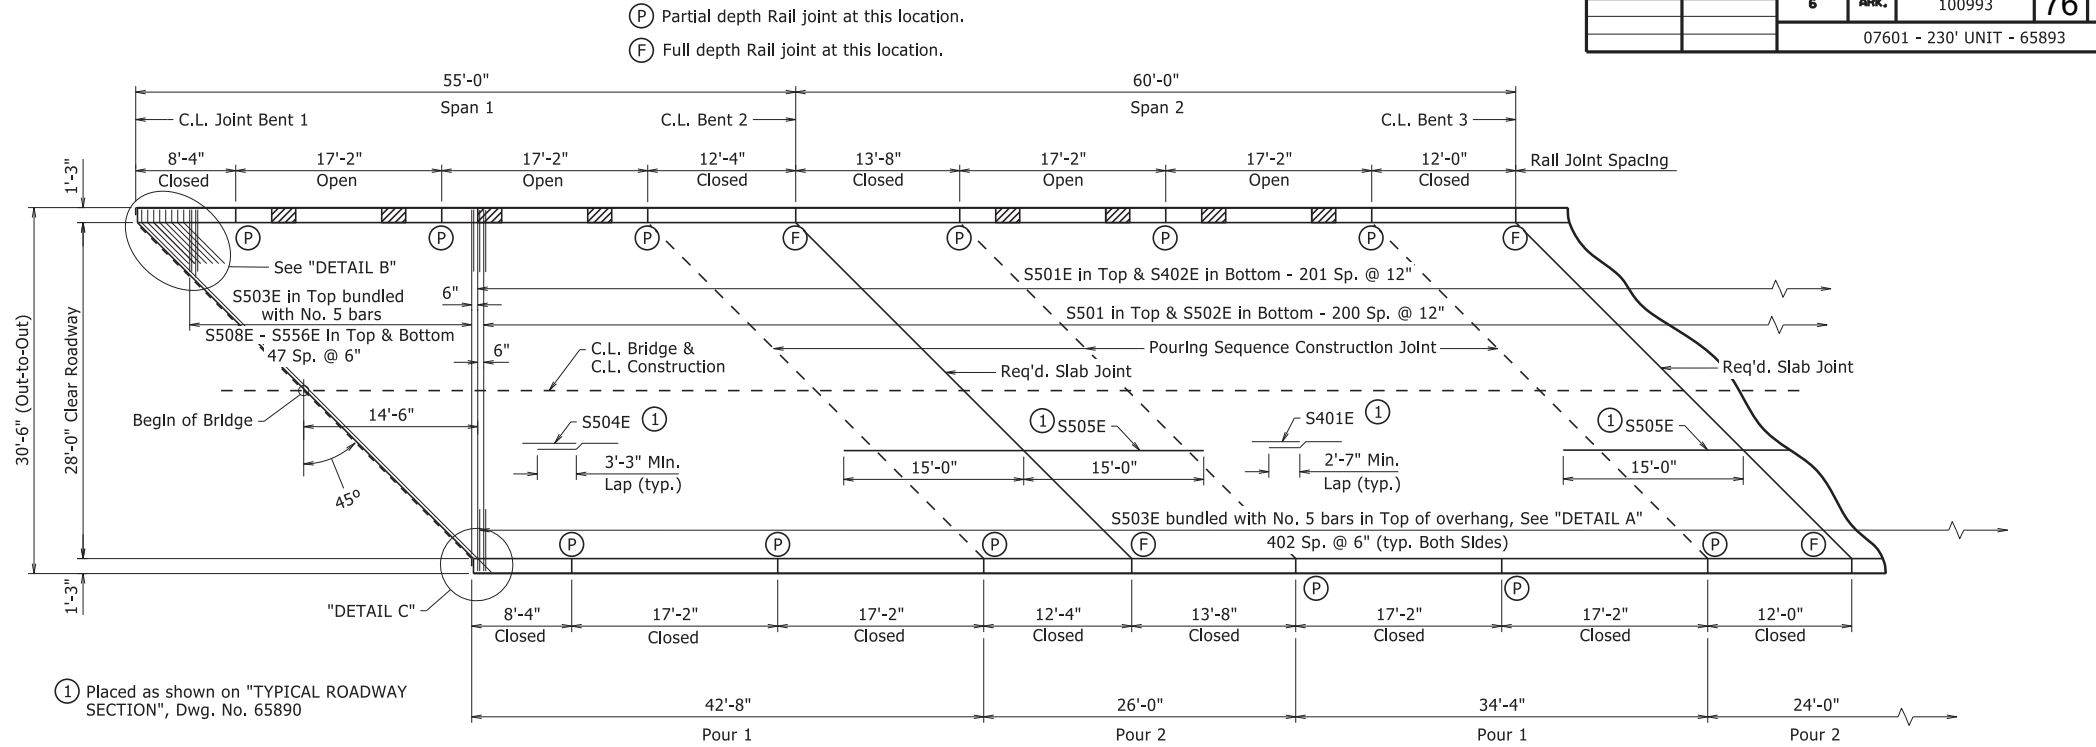 P Partial depth Rail joint at this location.
F Full depth Rail joint at this location.
6 ARK. 100993 76
07601 - 230' UNIT - 65893
55'-0" 60'-0"
Span 1 Span 2
C.L. Joint Bent 1 C.L. Bent 2 C.L. Bent 3
8'-4" 17'-2" 17'-2" 12'-4" 13'-8" 17'-2" 17'-2" 12'-0" Rail Joint Spacing
Closed Open Open Closed Closed Open Open Closed
1'-3"
P P P F P P P F
See "DETAIL B"
S501E in Top & S402E in Bottom - 201 Sp. @ 12"
S503E in Top bundled
with No. 5 bars
6"
S501 in Top & S502E in Bottom - 200 Sp. @ 12"
S508E - S556E in Top & Bottom
47 Sp. @ 6"
6"
C.L. Bridge &
C.L. Construction
Pouring Sequence Construction Joint
Req'd. Slab Joint
Req'd. Slab Joint
30'-6" (Out-to-Out)
28'-0" Clear Roadway
Begin of Bridge
14'-6"
45°
S504E 1
1 S505E
S401E 1
1 S505E
3'-3" Min.
Lap (typ.)
15'-0" 15'-0"
2'-7" Min.
Lap (typ.)
15'-0"
S503E bundled with No. 5 bars in Top of overhang, See "DETAIL A"
402 Sp. @ 6" (typ. Both Sides)
P P P F P F
P P
1'-3"
"DETAIL C"
8'-4" 17'-2" 17'-2" 12'-4" 13'-8" 17'-2" 17'-2" 12'-0"
Closed Closed Closed Closed Closed Closed Closed Closed
1 Placed as shown on "TYPICAL ROADWAY
SECTION", Dwg. No. 65890
42'-8" 26'-0" 34'-4" 24'-0"
Pour 1 Pour 2 Pour 1 Pour 2